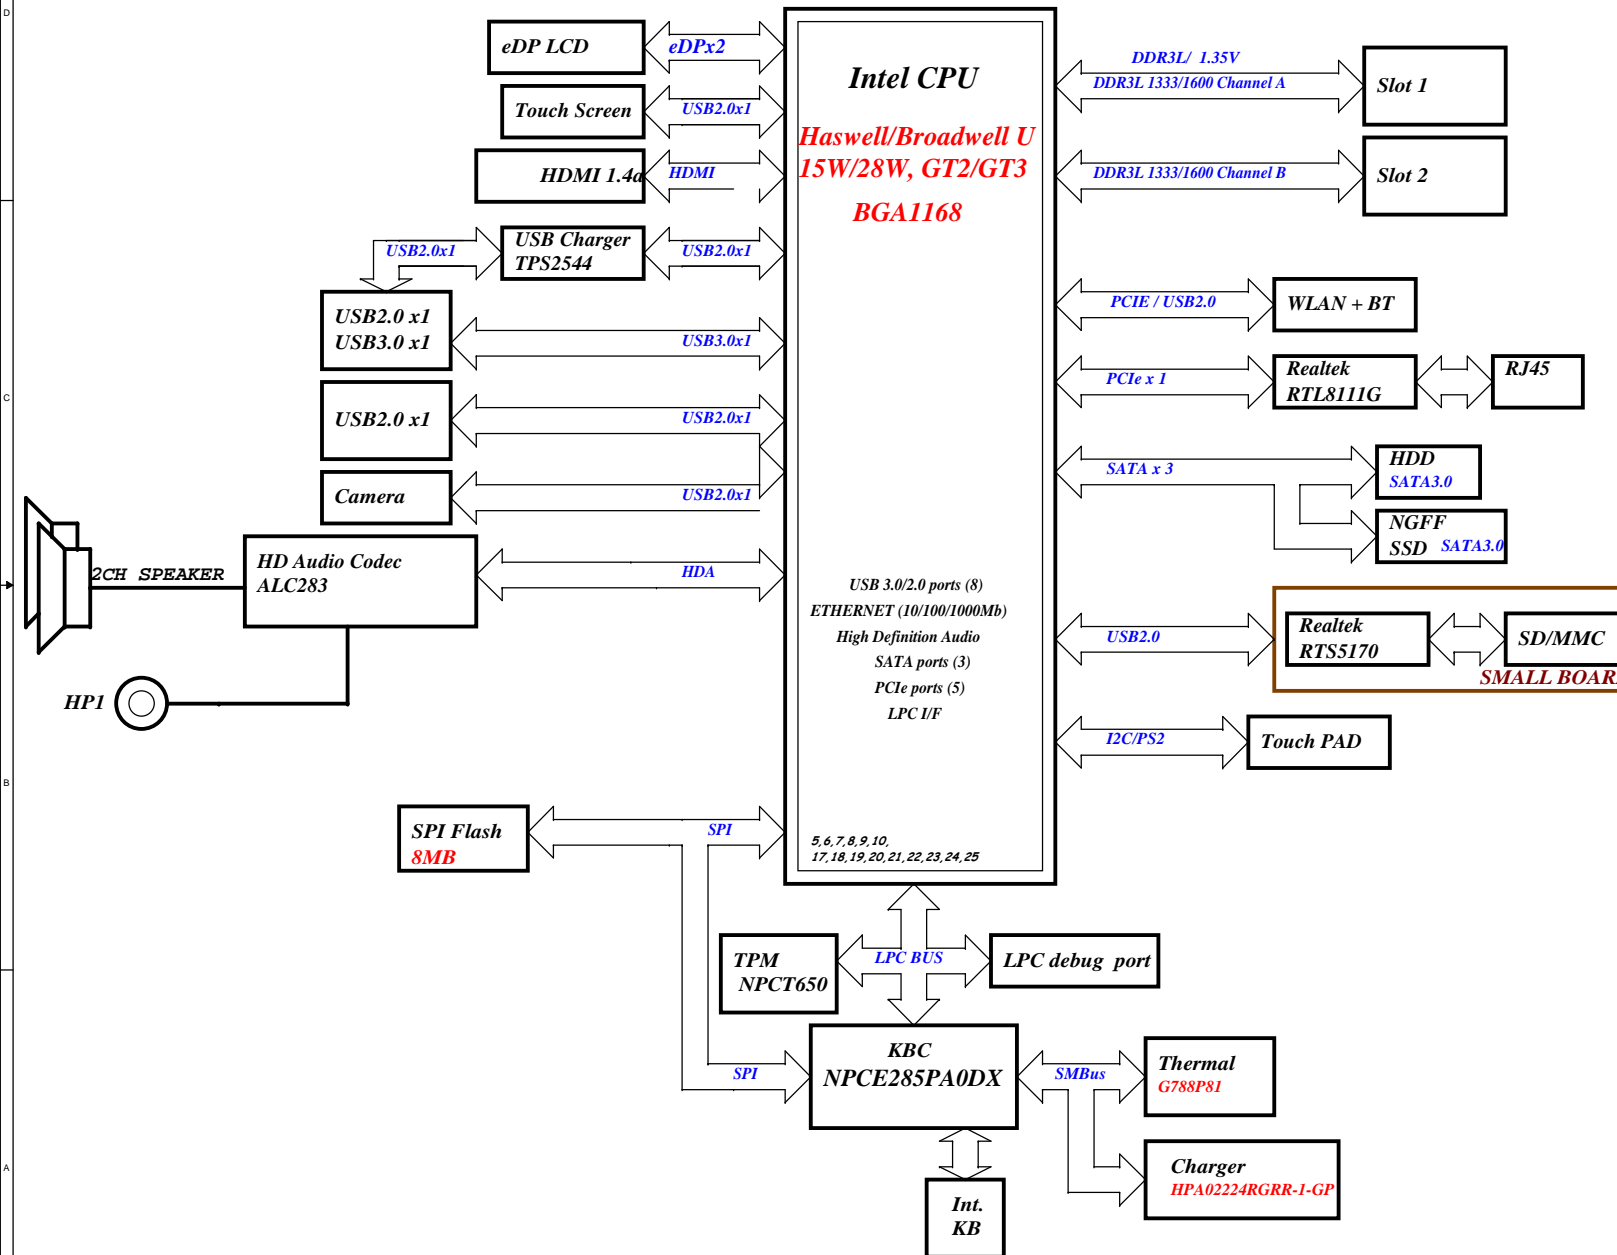 D
eDP LCD
eDPx2
Touch Screen
USB2.0x1
HDMI 1.4a
HDMI
USB2.0x1
USB Charger
TPS2544
USB2.0x1
USB2.0 x1
USB3.0 x1
USB3.0x1
C
USB2.0 x1
USB2.0x1
Camera
USB2.0x1
2CH SPEAKER
HD Audio Codec
ALC283
HDA
HP1
Intel CPU
Haswell/Broadwell U
15W/28W, GT2/GT3
BGA1168
USB 3.0/2.0 ports (8)
ETHERNET (10/100/1000Mb)
High Definition Audio
SATA ports (3)
PCIe ports (5)
LPC I/F
5,6,7,8,9,10,
17,18,19,20,21,22,23,24,25
DDR3L/ 1.35V
DDR3L 1333/1600 Channel A
Slot 1
DDR3L 1333/1600 Channel B
Slot 2
PCIE / USB2.0
WLAN + BT
PCIe x 1
Realtek
RTL8111G
RJ45
SATA x 3
HDD
SATA3.0
NGFF
SSD SATA3.0
USB2.0
Realtek
RTS5170
SD/MMC
SMALL BOAR
I2C/PS2
Touch PAD
B
SPI Flash
8MB
SPI
TPM
NPCT650
LPC BUS
LPC debug port
KBC
NPCE285PA0DX
SPI
SMBus
Thermal
G788P81
A
Charger
HPA02224RGRR-1-GP
Int.
KB